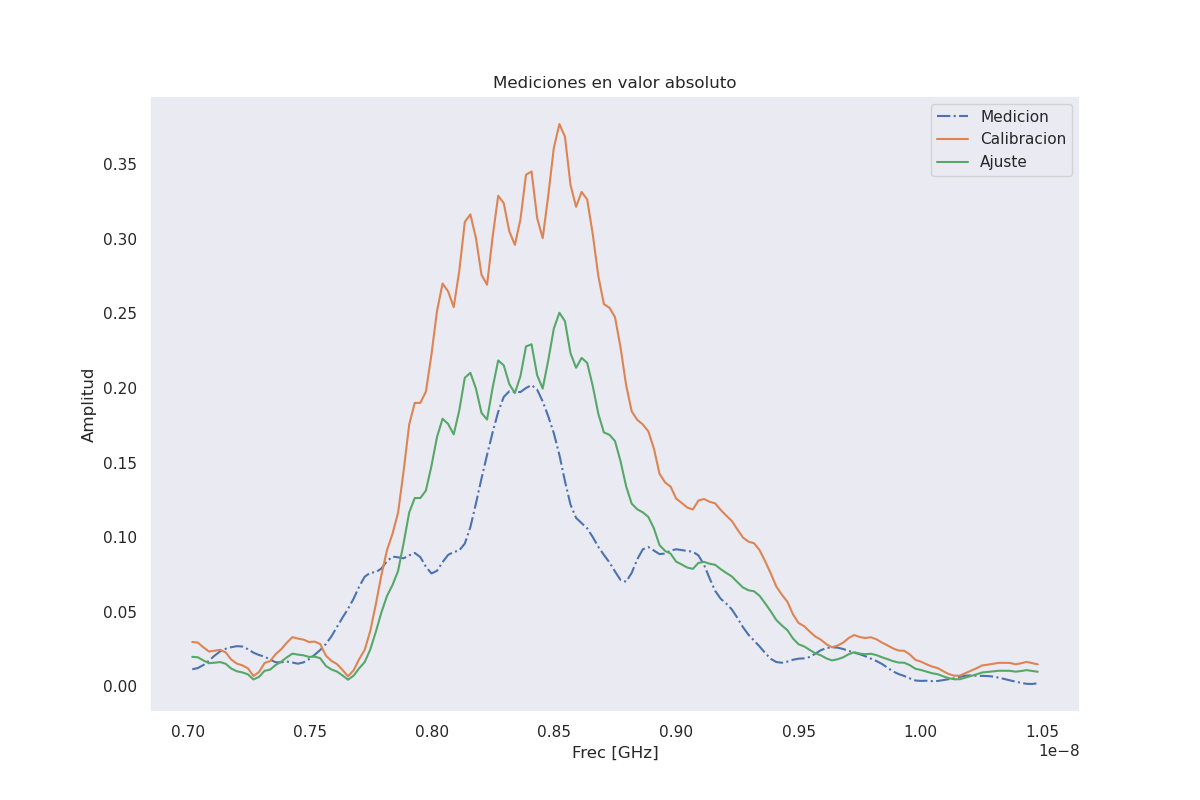 Mediciones en valor absoluto
Medicion
Calibracion
Ajuste
Amplitud
0.35
0.30
0.25
0.20
0.15
0.10
0.05
0.00
0.70 0.75 0.80 0.85 0.90 0.95 1.00 1.05
Frec [GHz]
1e−8